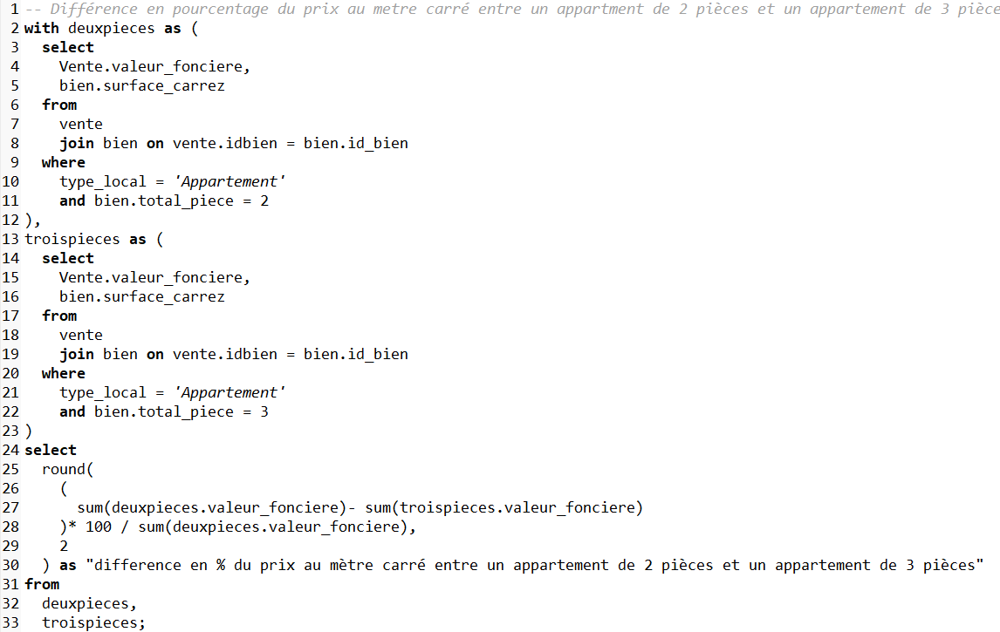 1 -- Différence en pourcentage du prix au metre carré entre un appartment de 2 pièces et un appartement de 3 pièce
2 with deuxpieces as (
3 select
4 Vente.valeur_fonciere,
5 bien.surface_carrez
6 from
7 vente
8 join bien on vente.idbien = bien.id_bien
9 where
10 type_local = 'Appartement'
11 and bien.total_piece = 2
12 ),
13 troispieces as (
14 select
15 Vente.valeur_fonciere,
16 bien.surface_carrez
17 from
18 vente
19 join bien on vente.idbien = bien.id_bien
20 where
21 type_local = 'Appartement'
22 and bien.total_piece = 3
23 )
24 select
25 round(
26 (
27 sum(deuxpieces.valeur_fonciere)- sum(troispieces.valeur_fonciere)
28 )* 100 / sum(deuxpieces.valeur_fonciere),
29 2
30 ) as "difference en % du prix au mètre carré entre un appartement de 2 pièces et un appartement de 3 pièces"
31 from
32 deuxpieces,
33 troispieces;